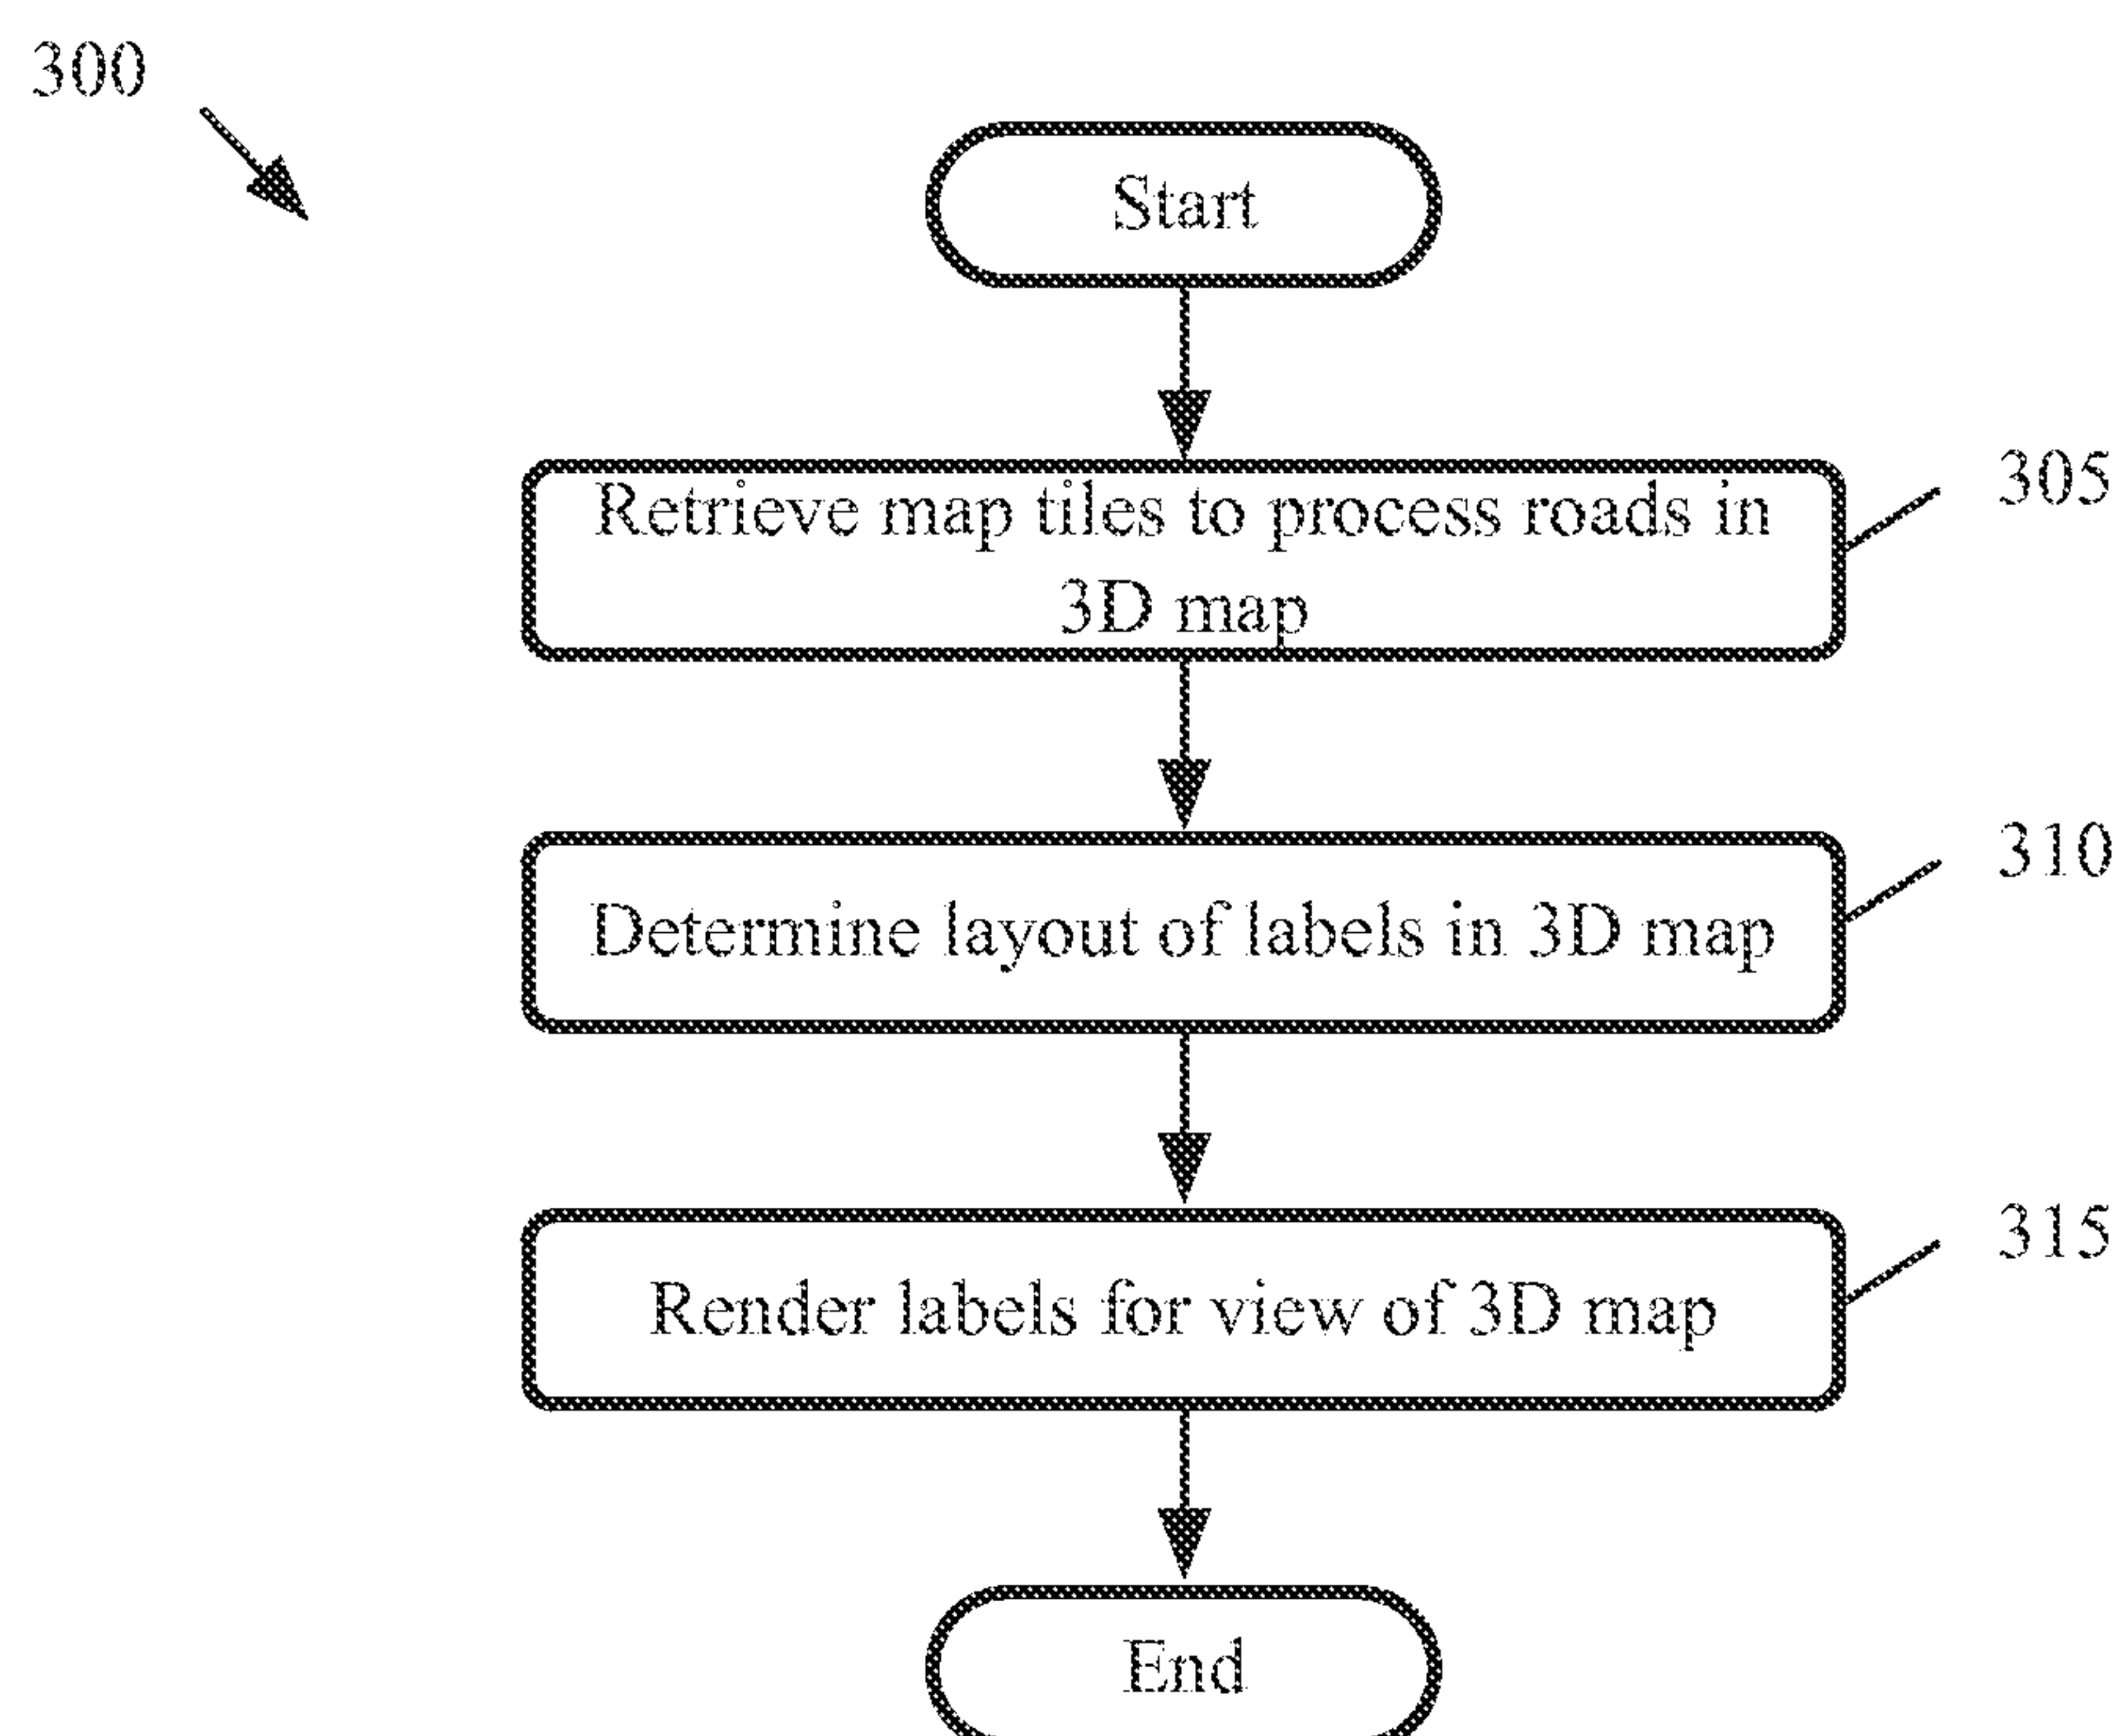 300
Start
Retrieve map tiles to process roads in
3D map
305
Determine layout of labels in 3D map
310
Render labels for view of 3D map
315
End